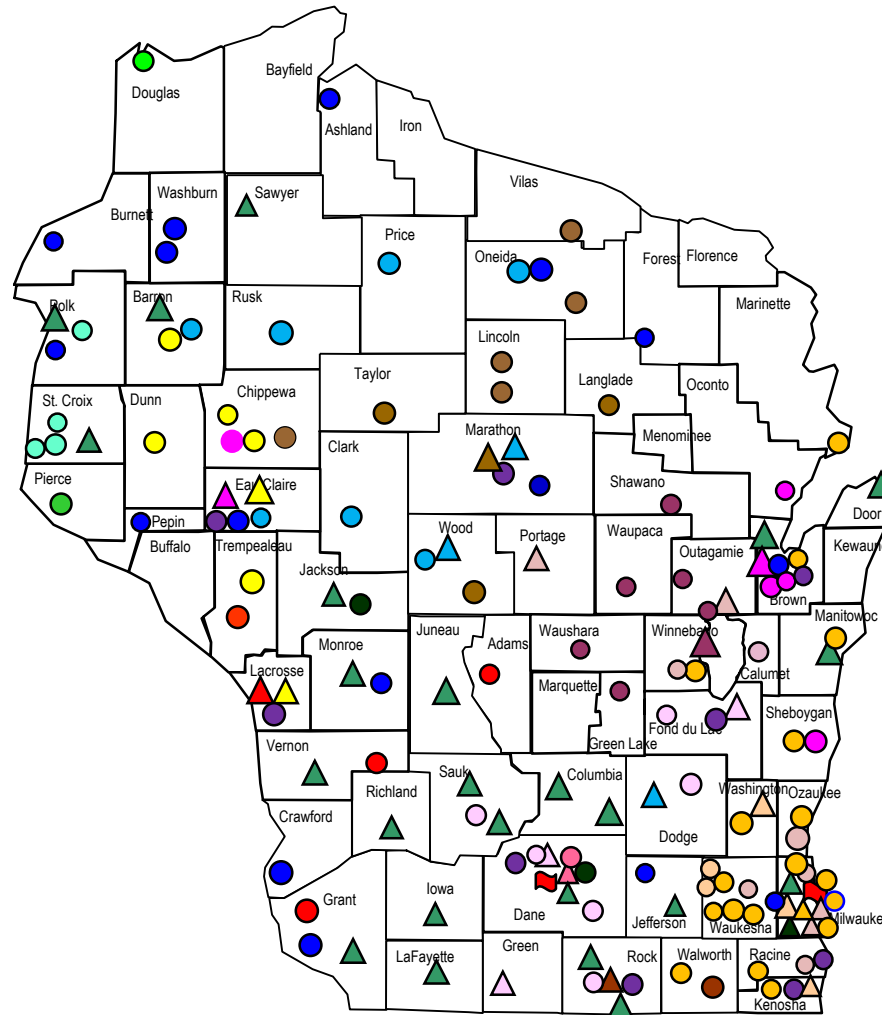 Bayfield
Douglas
Iron
Ashland
Vilas
Washburn
Sawyer
Burnett
Price
Oneida
Forest
Florence
Polk
Barron
Rusk
Marinette
Lincoln
Langlade
Oconto
Taylor
St. Croix
Dunn
Chippewa
Menominee
Marathon
Clark
Pierce
Eau Claire
Shawano
Door
Pepin
Buffalo
Trempealeau
Wood
Portage
Waupaca
Outagamie
Kewaun
Jackson
Brown
Manitowoc
Juneau
Adams
Waushara
Winnebago
Monroe
Lacrosse
Calumet
Marquette
Sheboygan
Green Lake
Fond du Lac
Vernon
Sauk
Columbia
Richland
Washington
Ozaukee
Crawford
Dodge
Grant
Iowa
Dane
Jefferson
Waukesha
Milwauke
LaFayette
Green
Rock
Walworth
Racine
Kenosha